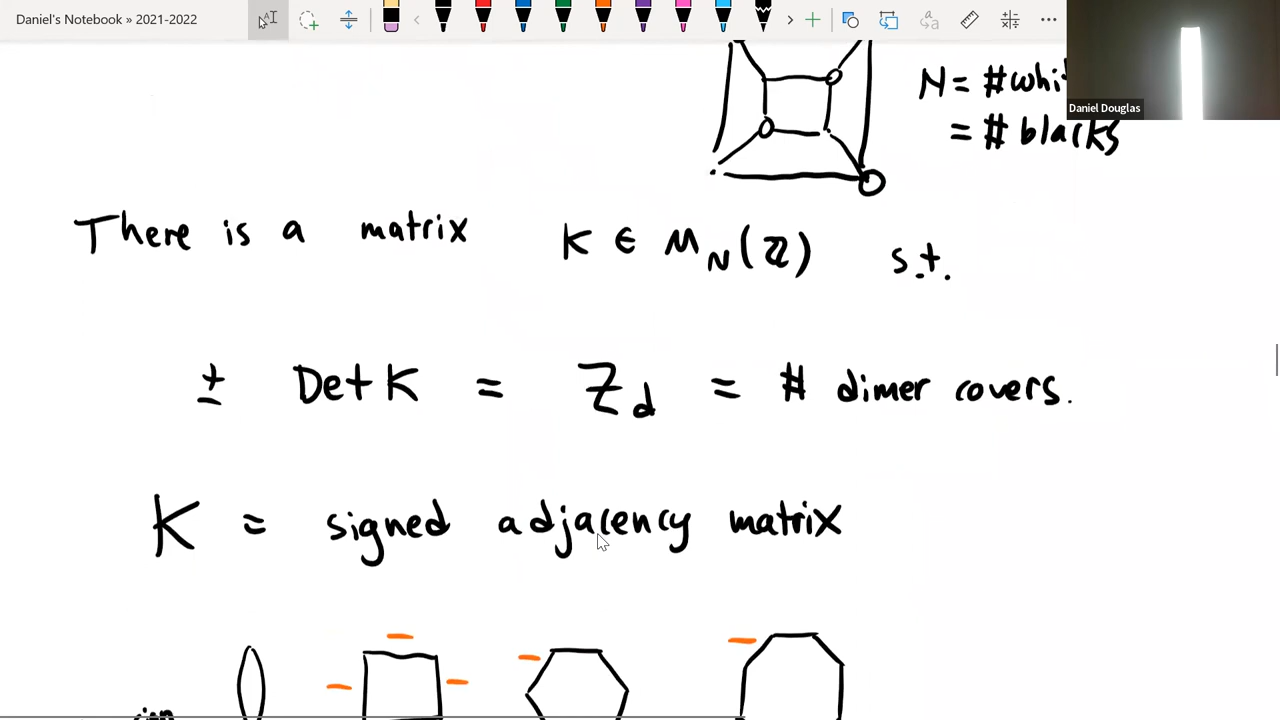 Daniel's Notebook » 2021-2022
Daniel Douglas
N = #whi
= # blacks
There is a matrix K ∈ M_N(ℤ) s.t.
± Det K = Z_d = # dimer covers.
K = signed adjacency matrix